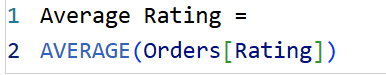 1 Average Rating =
2 AVERAGE(Orders[Rating])